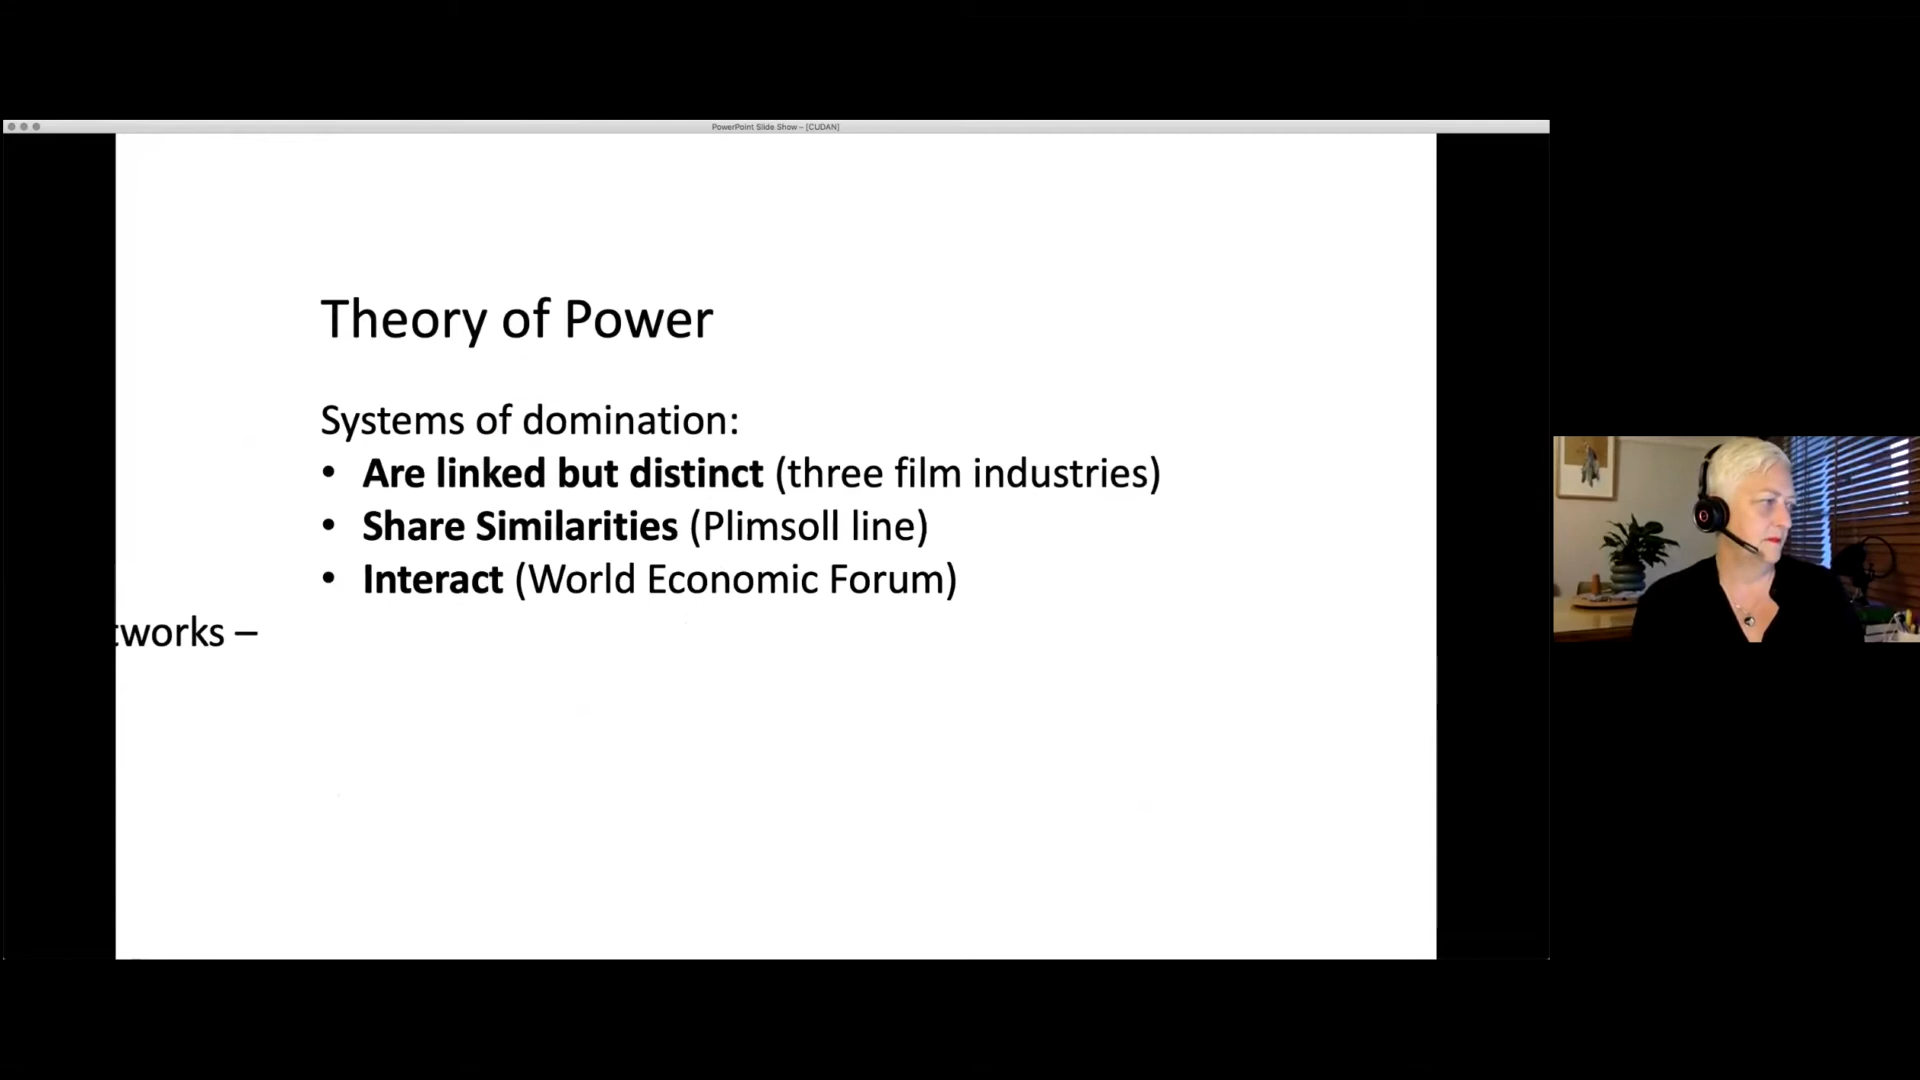 PowerPoint Slide Show – [CUDAN]
Theory of Power
Systems of domination:
• Are linked but distinct (three film industries)
• Share Similarities (Plimsoll line)
• Interact (World Economic Forum)
tworks –